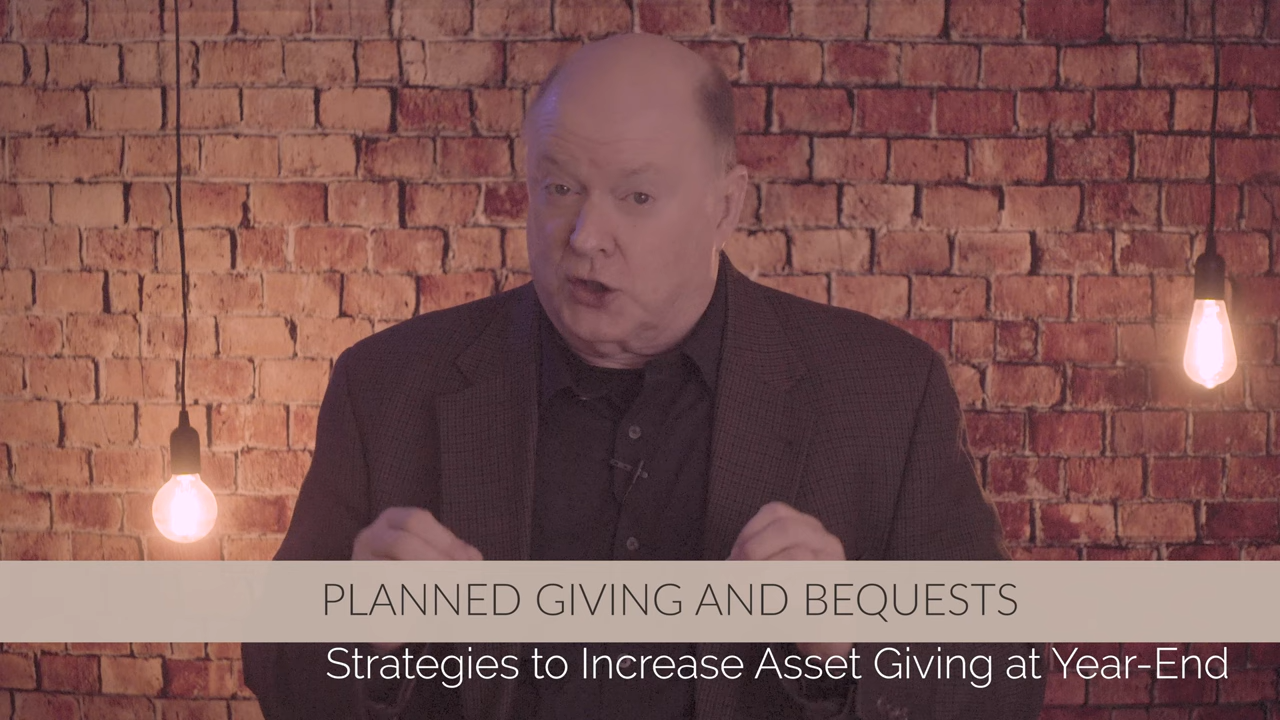 PLANNED GIVING AND BEQUESTS
Strategies to Increase Asset Giving at Year-End